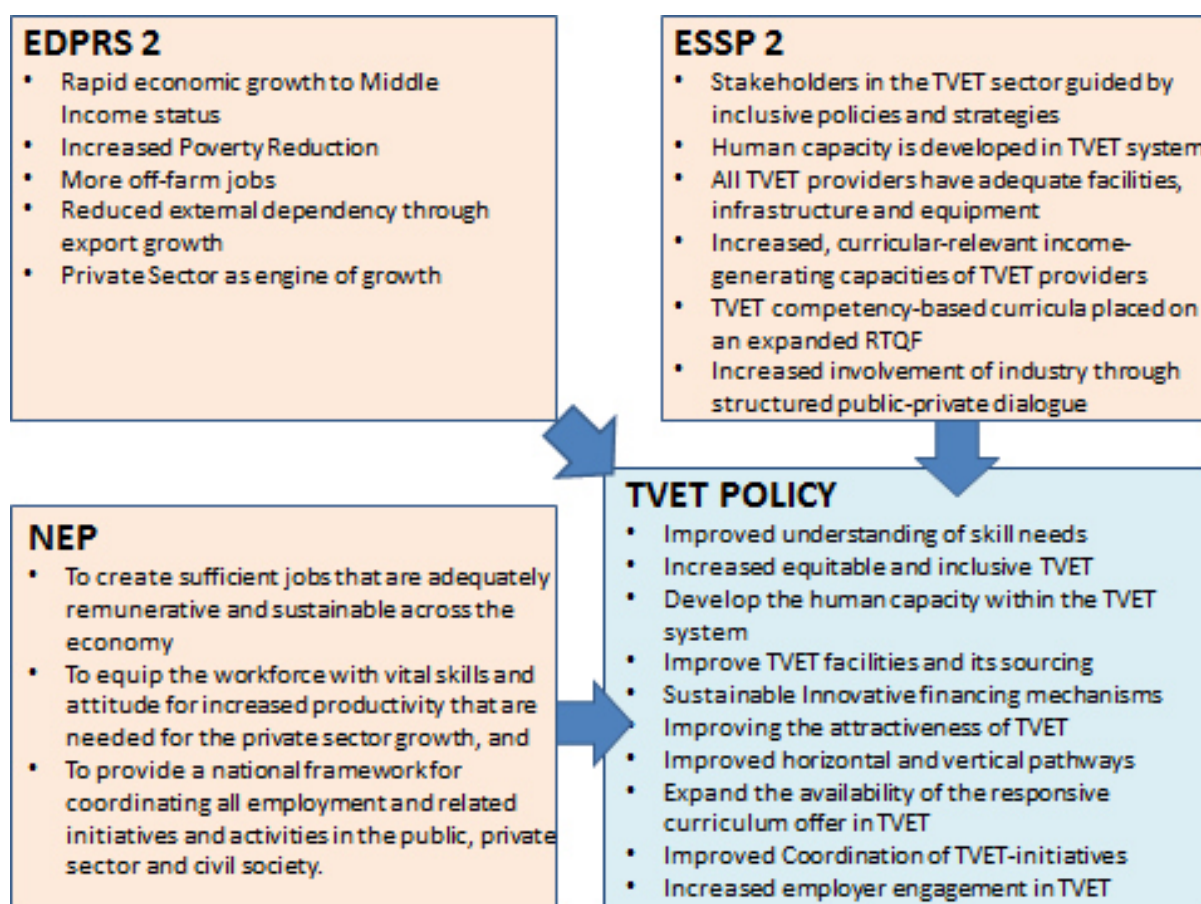 EDPRS 2
• Rapid economic growth to Middle
Income status
• Increased Poverty Reduction
• More off-farm jobs
• Reduced external dependency through
export growth
• Private Sector as engine of growth
ESSP 2
• Stakeholders in the TVET sector guided by
inclusive policies and strategies
• Human capacity is developed in TVET system
• All TVET providers have adequate facilities,
infrastructure and equipment
• Increased, curricular-relevant income-
generating capacities of TVET providers
• TVET competency-based curricula placed on
an expanded RTQF
• Increased involvement of industry through
structured public-private dialogue
NEP
• To create sufficient jobs that are adequately
remunerative and sustainable across the
economy
• To equip the workforce with vital skills and
attitude for increased productivity that are
needed for the private sector growth, and
• To provide a national framework for
coordinating all employment and related
initiatives and activities in the public, private
sector and civil society.
TVET POLICY
• Improved understanding of skill needs
• Increased equitable and inclusive TVET
• Develop the human capacity within the TVET
system
• Improve TVET facilities and its sourcing
• Sustainable Innovative financing mechanisms
• Improving the attractiveness of TVET
• Improved horizontal and vertical pathways
• Expand the availability of the responsive
curriculum offer in TVET
• Improved Coordination of TVET-initiatives
• Increased employer engagement in TVET